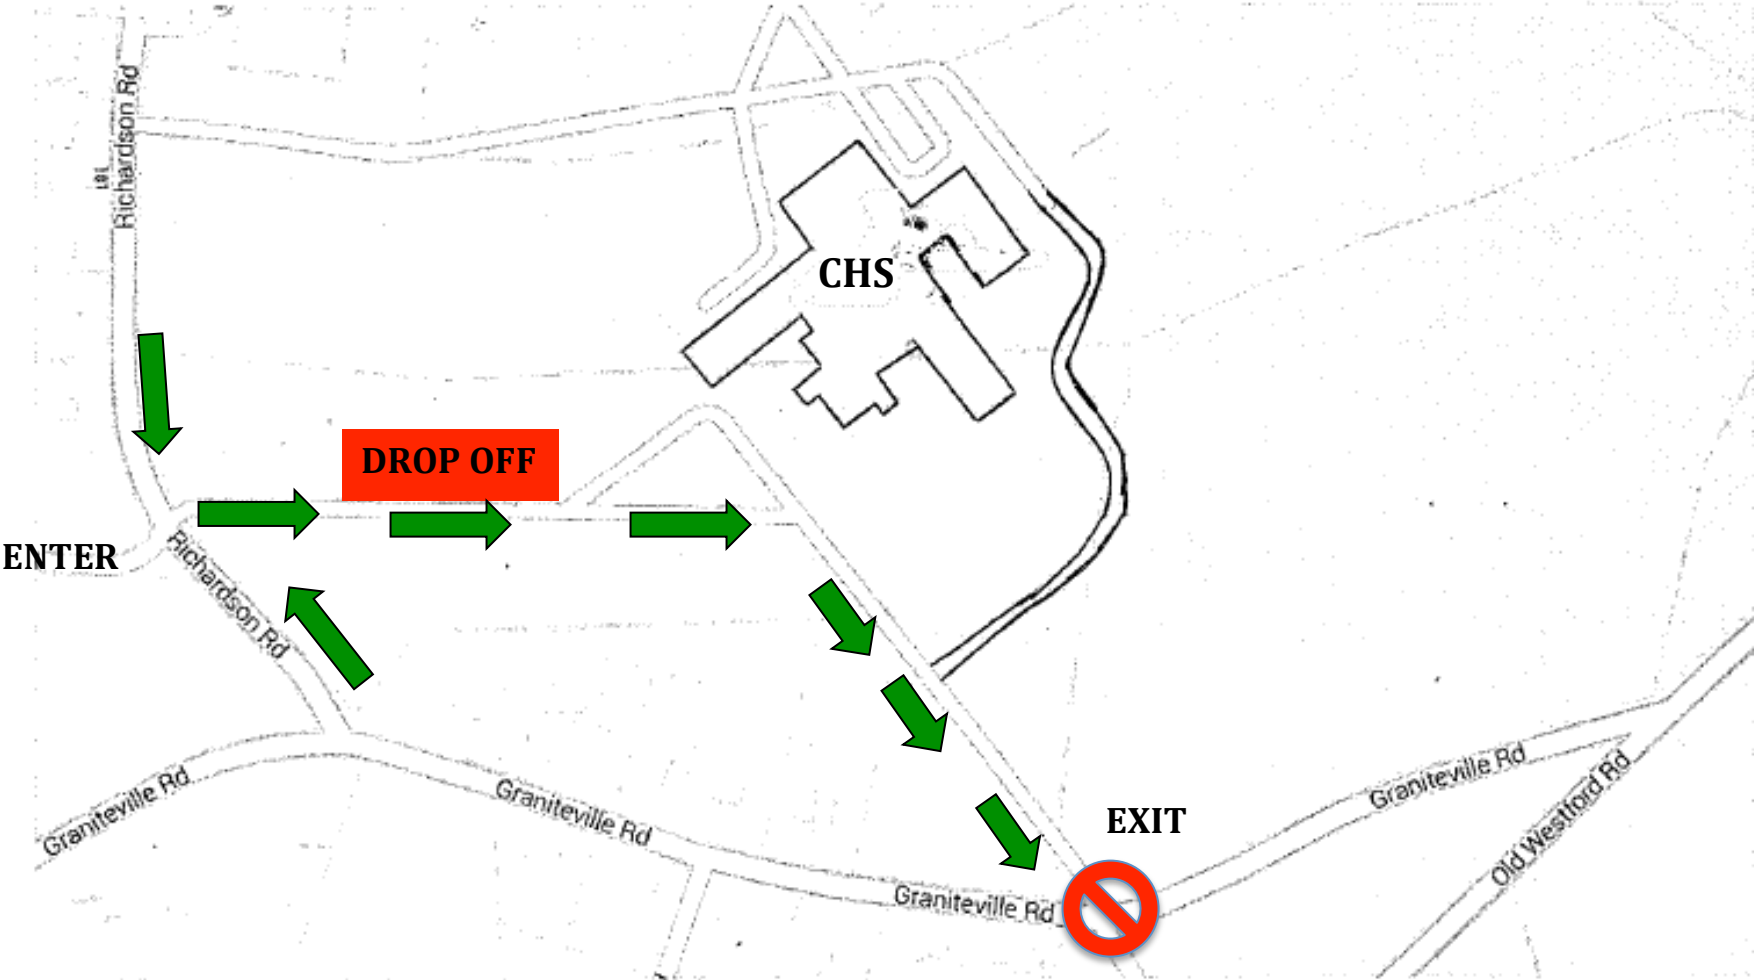 Richardson Rd
CHS
DROP OFF
ENTER
Richardson Rd
Graniteville Rd
Graniteville Rd
Graniteville Rd
EXIT
Graniteville Rd
Old Westford Rd